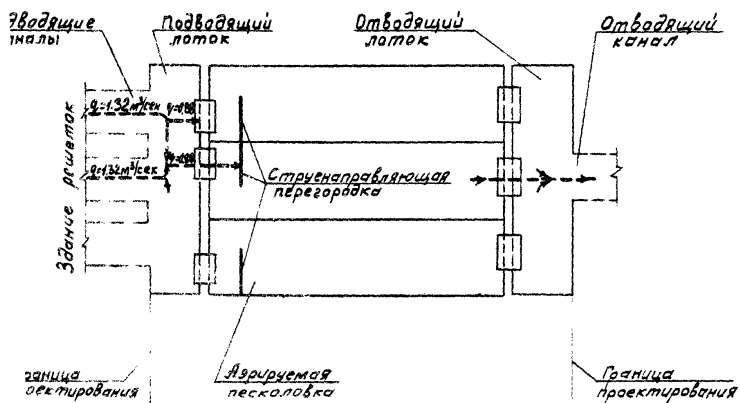 Подводящий
лоток
Отводящий
лоток
Отводящий
канал
q=1.32м³/сек
q=1.32м³/сек
Здание решеток
Струенаправляющая
перегородка
Аэрируемая
песколовка
Граница
проектирования